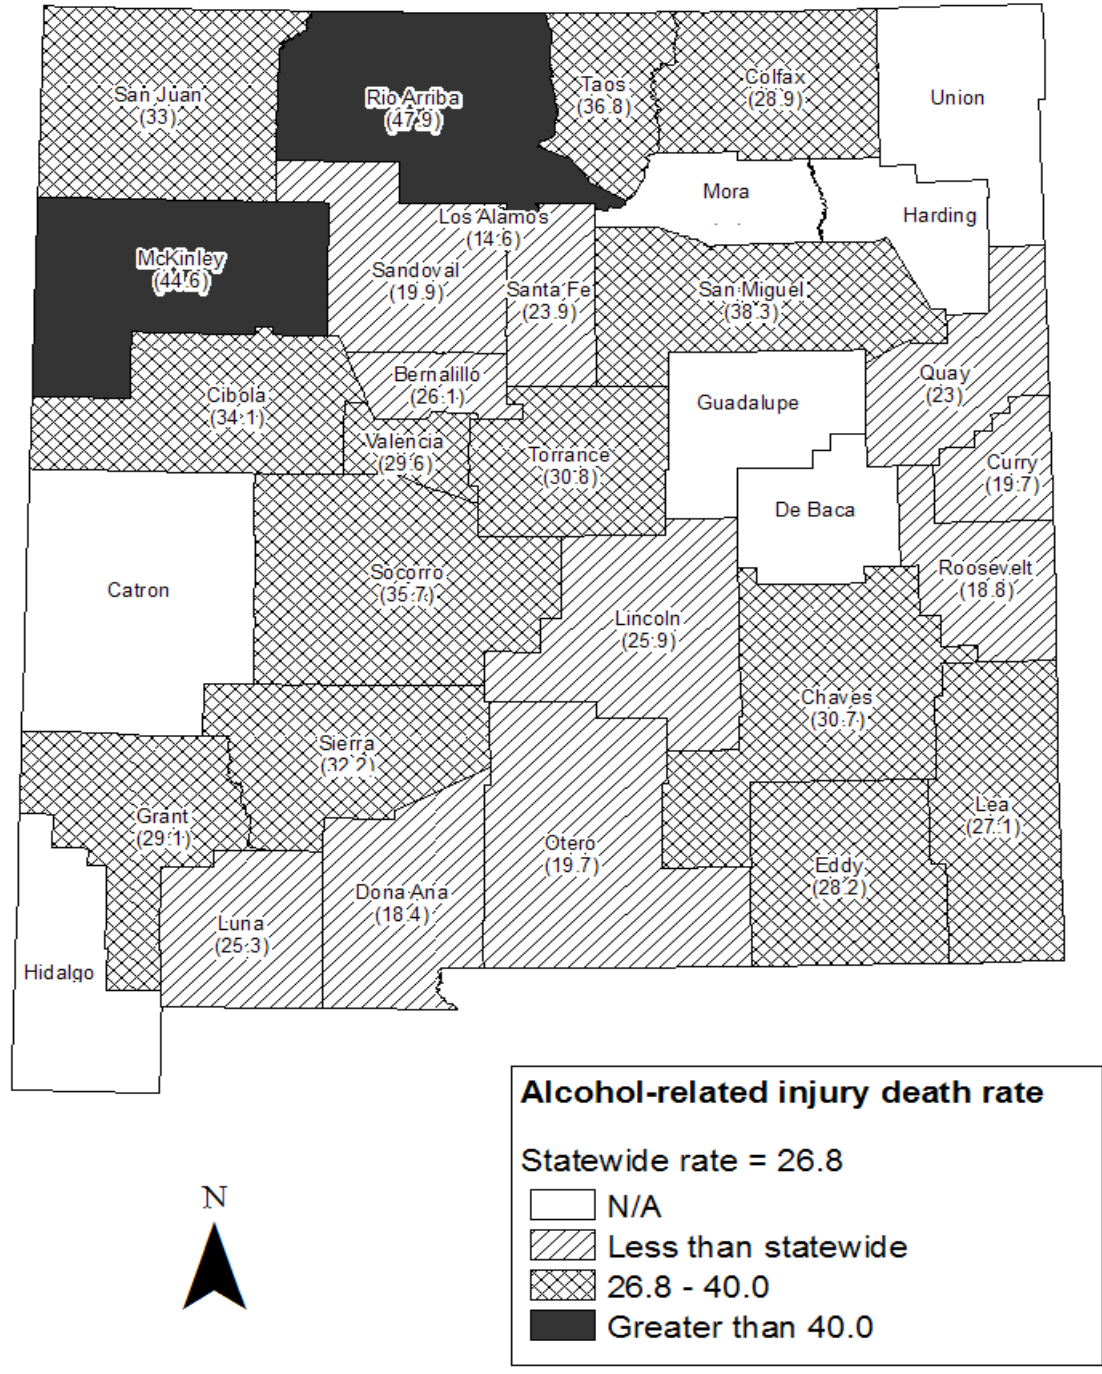 San Juan
(33)
Rio Arriba
(47.9)
Taos
(36.8)
Colfax
(28.9)
Union
Mora
Harding
Los Alamos
(14.6)
McKinley
(44.6)
Sandoval
(19.9)
Santa Fe
(23.9)
San Miguel
(38.3)
Bernalillo
(26.1)
Quay
(23)
Cibola
(34.1)
Guadalupe
Valencia
(29.6)
Torrance
(30.8)
Curry
(19.7)
De Baca
Catron
Socorro
(35.7)
Roosevelt
(18.8)
Lincoln
(25.9)
Chaves
(30.7)
Sierra
(32.2)
Grant
(29.1)
Lea
(27.1)
Otero
(19.7)
Eddy
(28.2)
Dona Ana
(18.4)
Luna
(25.3)
Hidalgo
Alcohol-related injury death rate
Statewide rate = 26.8
N/A
Less than statewide
26.8 - 40.0
Greater than 40.0
N